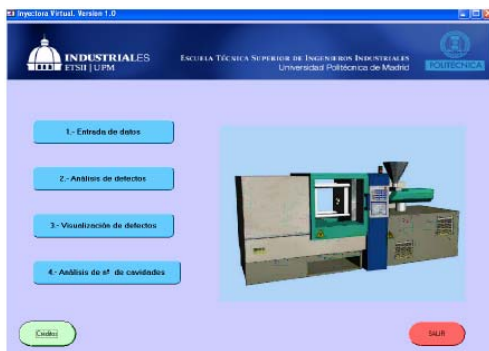 Inyectora Virtual. Version 1.0
INDUSTRIALES
ETSII | UPM
ESCUELA TÉCNICA SUPERIOR DE INGENIEROS INDUSTRIALES
Universidad Politécnica de Madrid
POLITÉCNICA
1.- Entrada de datos
2.- Análisis de defectos
3.- Visualización de defectos
4.- Análisis de nº de cavidades
Créditos
SALIR